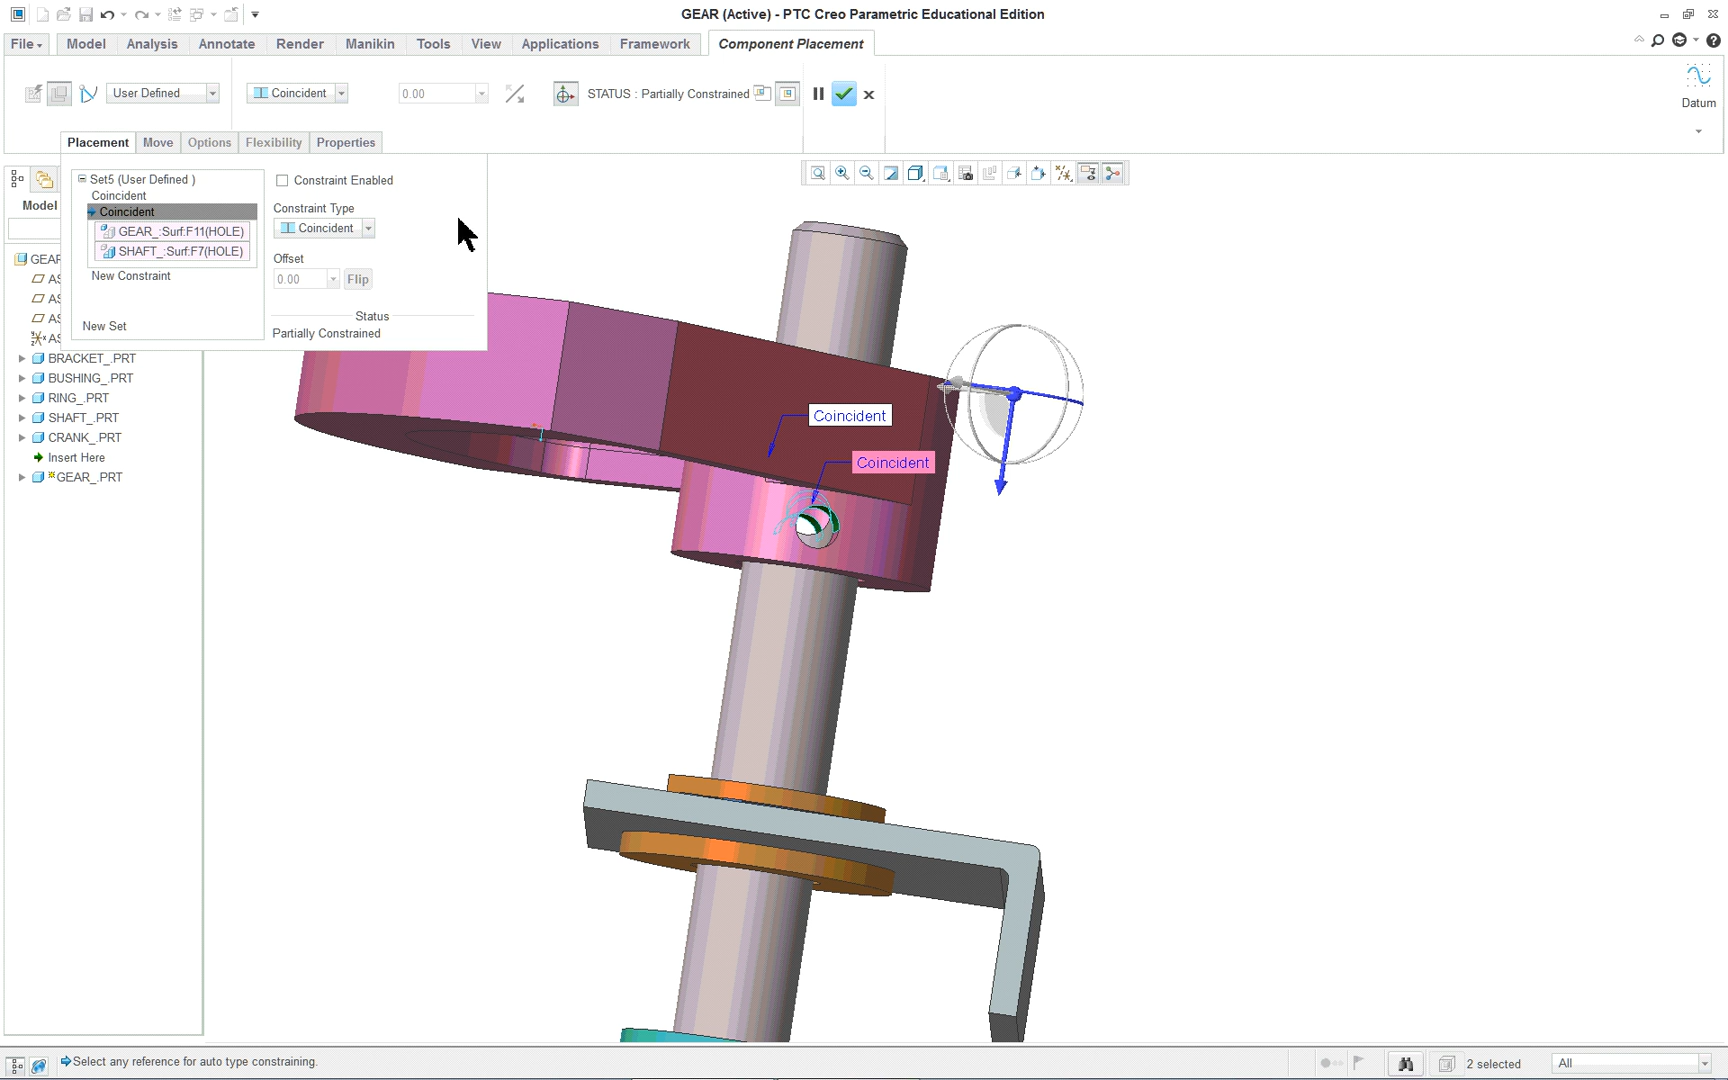 GEAR (Active) - PTC Creo Parametric Educational Edition
File Model Analysis Annotate Render Manikin Tools View Applications Framework Component Placement
User Defined Coincident 0.00 STATUS : Partially Constrained
Datum
Placement Move Options Flexibility Properties
Set5 (User Defined )
Coincident
Coincident
GEAR_:Surf:F11(HOLE)
SHAFT_:Surf:F7(HOLE)
New Constraint
New Set
Constraint Enabled
Constraint Type
Coincident
Offset
0.00 Flip
Status
Partially Constrained
Model
GEAR
AS
AS
AS
AS
BRACKET_.PRT
BUSHING_.PRT
RING_.PRT
SHAFT_.PRT
CRANK_.PRT
Insert Here
GEAR_.PRT
Coincident
Coincident
Select any reference for auto type constraining.
2 selected All